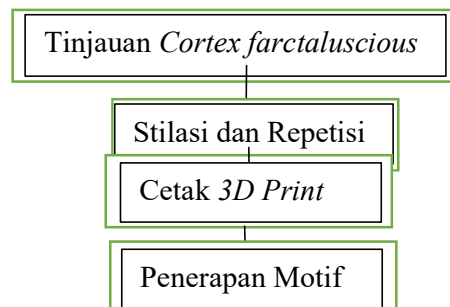 Tinjauan Cortex farctaluscious
Stilasi dan Repetisi
Cetak 3D Print
Penerapan Motif